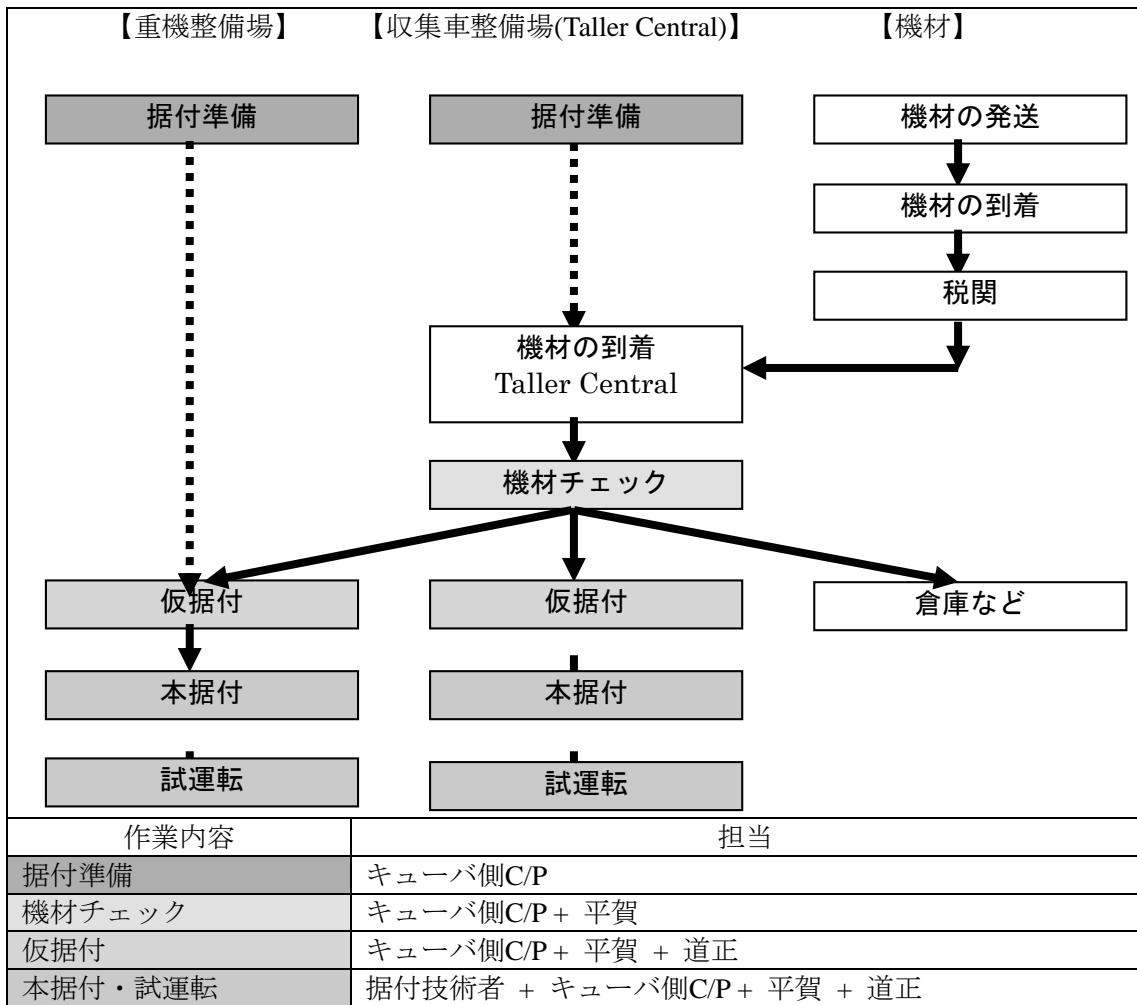 【重機整備場】 【収集車整備場(Taller Central)】 【機材】
据付準備 据付準備 機材の発送
機材の到着
税関
機材の到着
Taller Central
機材チェック
仮据付 仮据付 倉庫など
本据付 本据付
試運転 試運転
作業内容 担当
据付準備 キューバ側C/P
機材チェック キューバ側C/P + 平賀
仮据付 キューバ側C/P + 平賀 + 道正
本据付・試運転 据付技術者 + キューバ側C/P + 平賀 + 道正